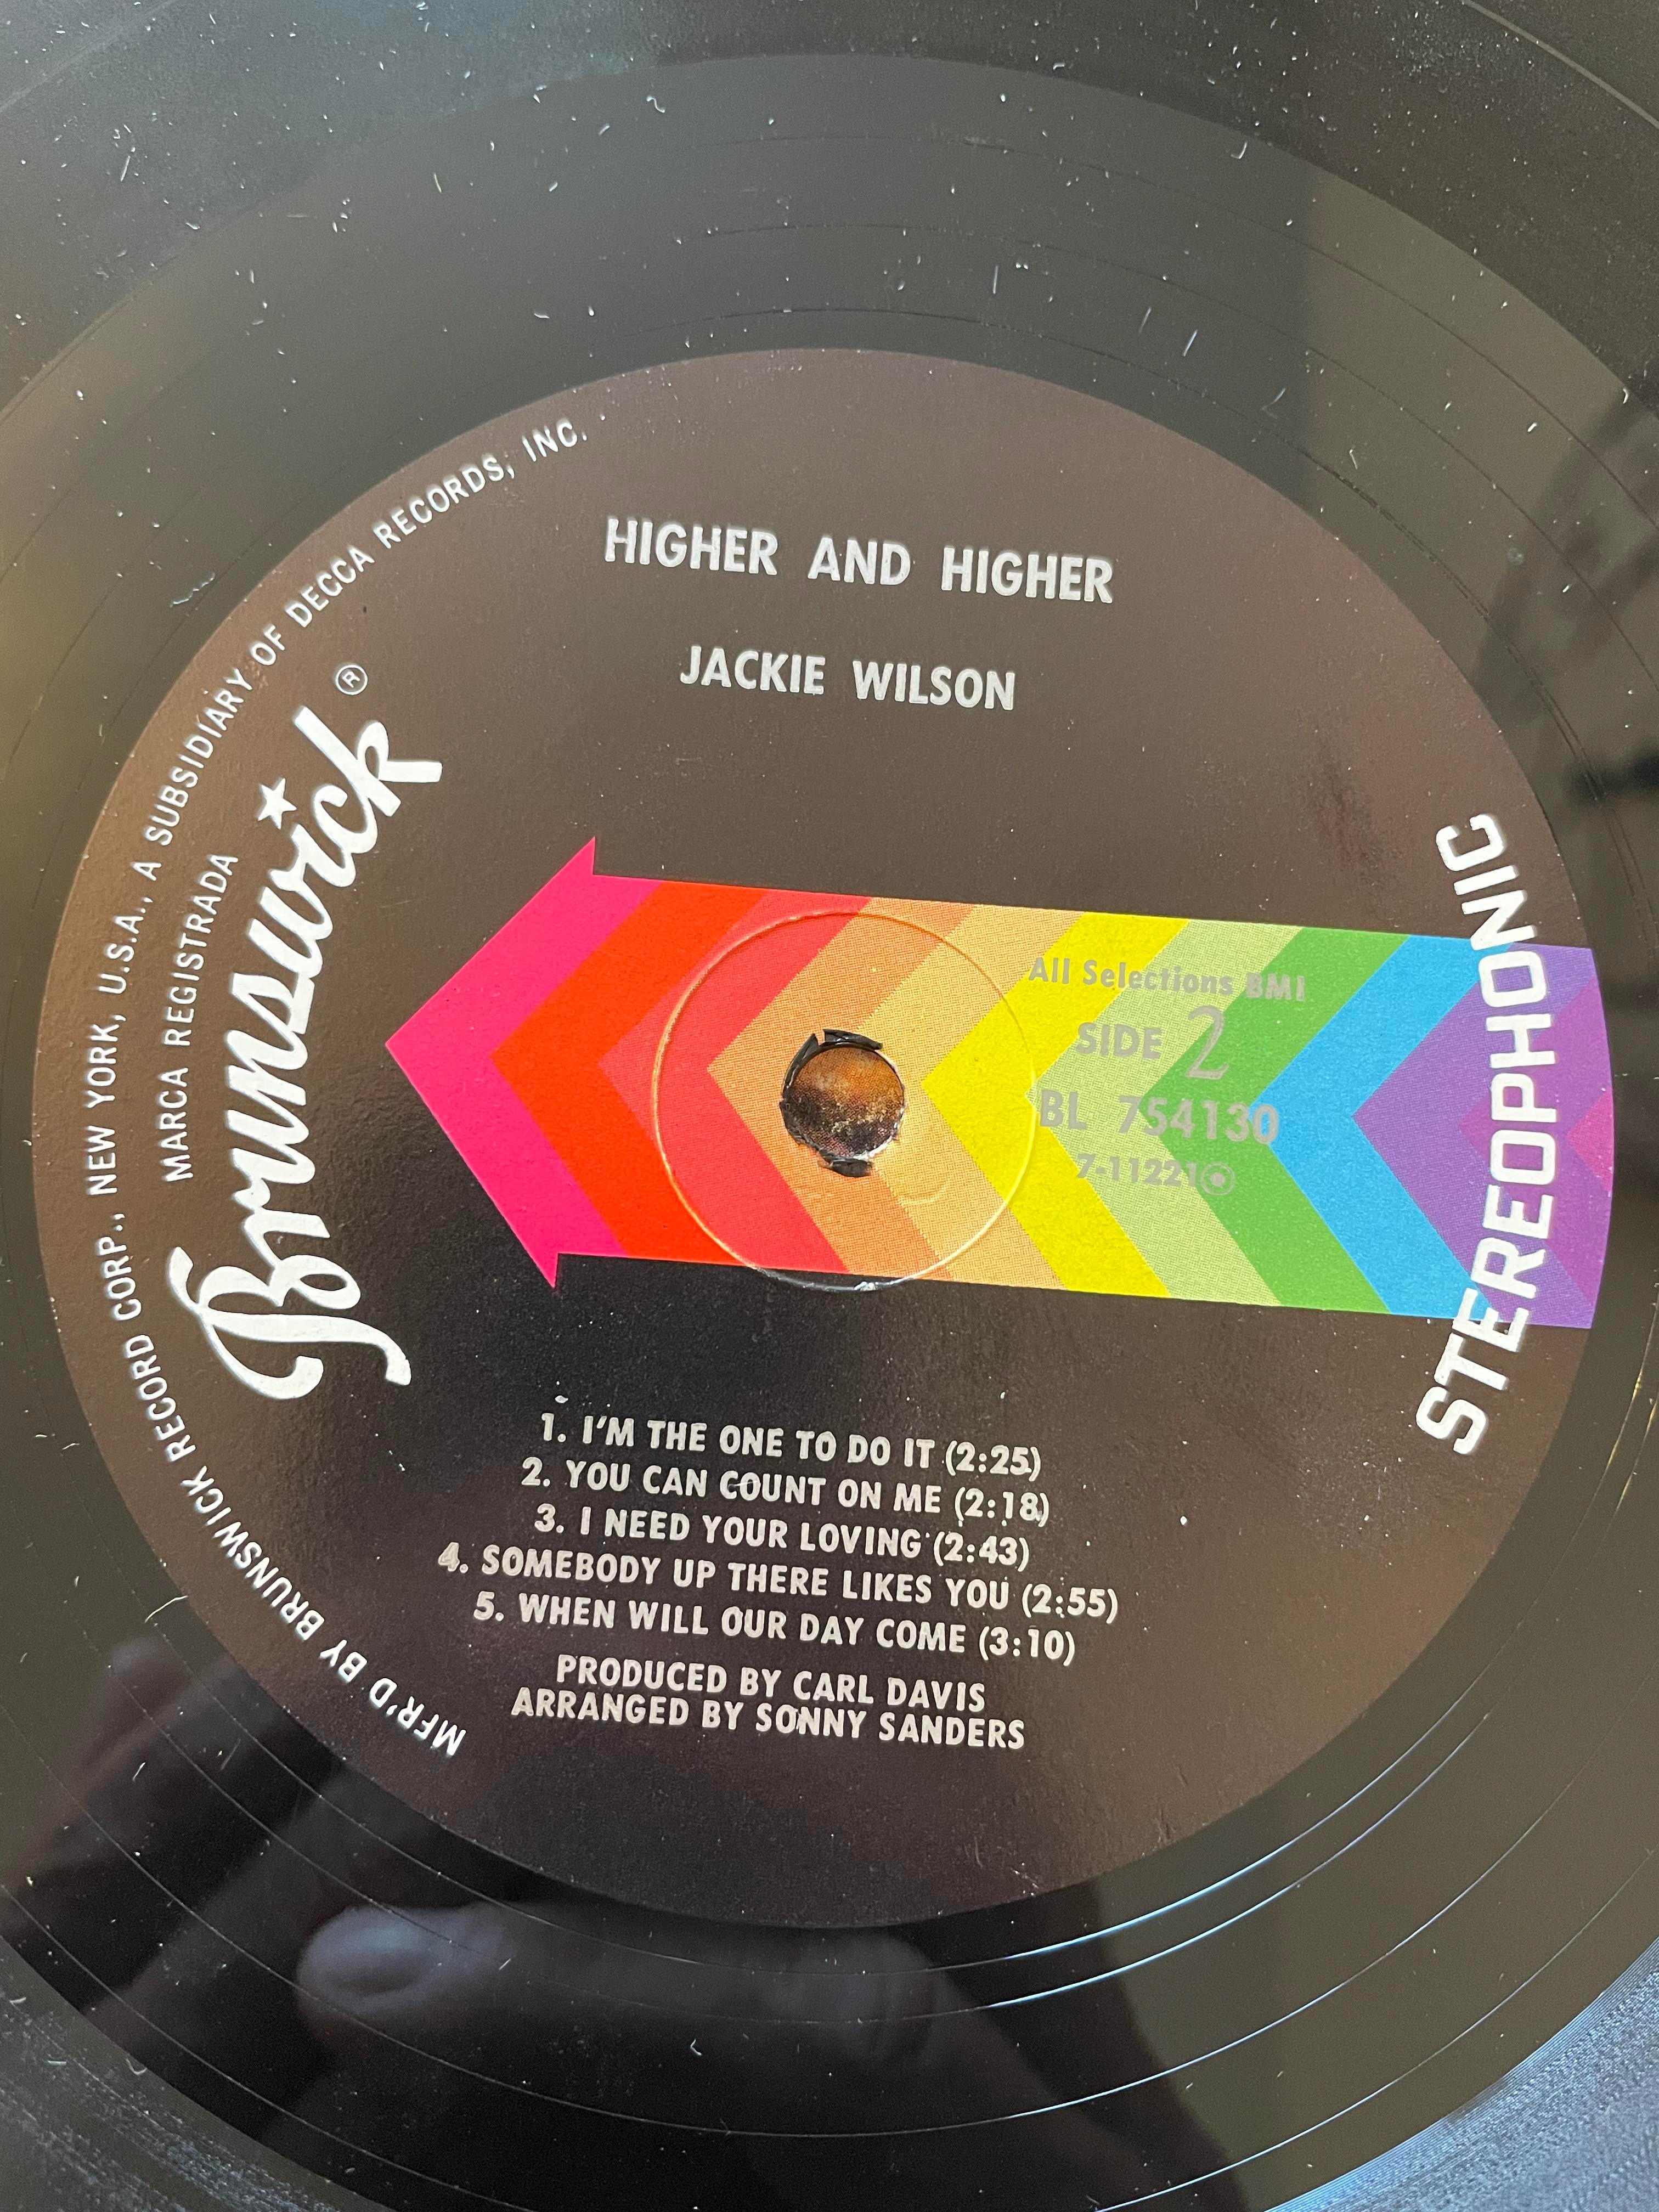 HIGHER AND HIGHER
JACKIE WILSON
MFR'D BY BRUNSWICK RECORD CORP., NEW YORK, U.S.A., A SUBSIDIARY OF DECCA RECORDS, INC.
MARCA REGISTRADA
Brunswick ®
All Selections BMI
SIDE 2
BL 754130
7-11221
STEREOPHONIC
1. I'M THE ONE TO DO IT (2:25)
2. YOU CAN COUNT ON ME (2:18)
3. I NEED YOUR LOVING (2:43)
4. SOMEBODY UP THERE LIKES YOU (2:55)
5. WHEN WILL OUR DAY COME (3:10)
PRODUCED BY CARL DAVIS
ARRANGED BY SONNY SANDERS